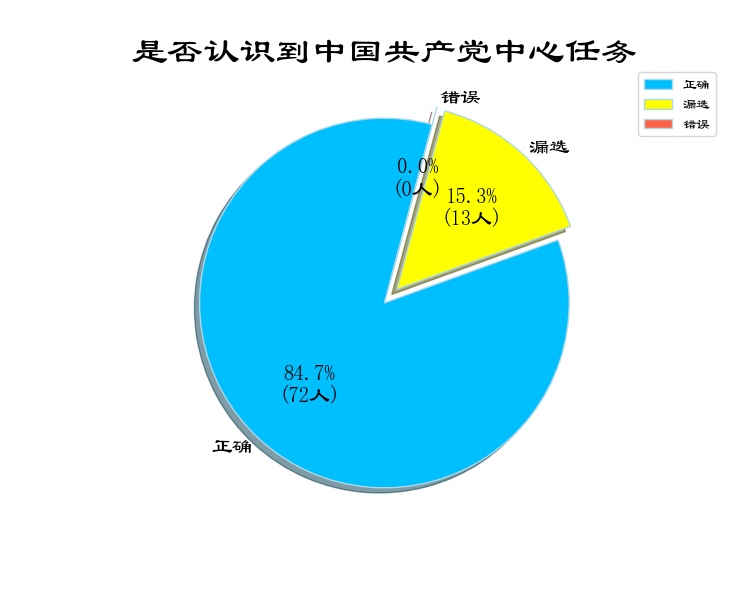 是否认识到中国共产党中心任务
正确
漏选
错误
错误
漏选
0.0%
(0人)
15.3%
(13人)
84.7%
(72人)
正确